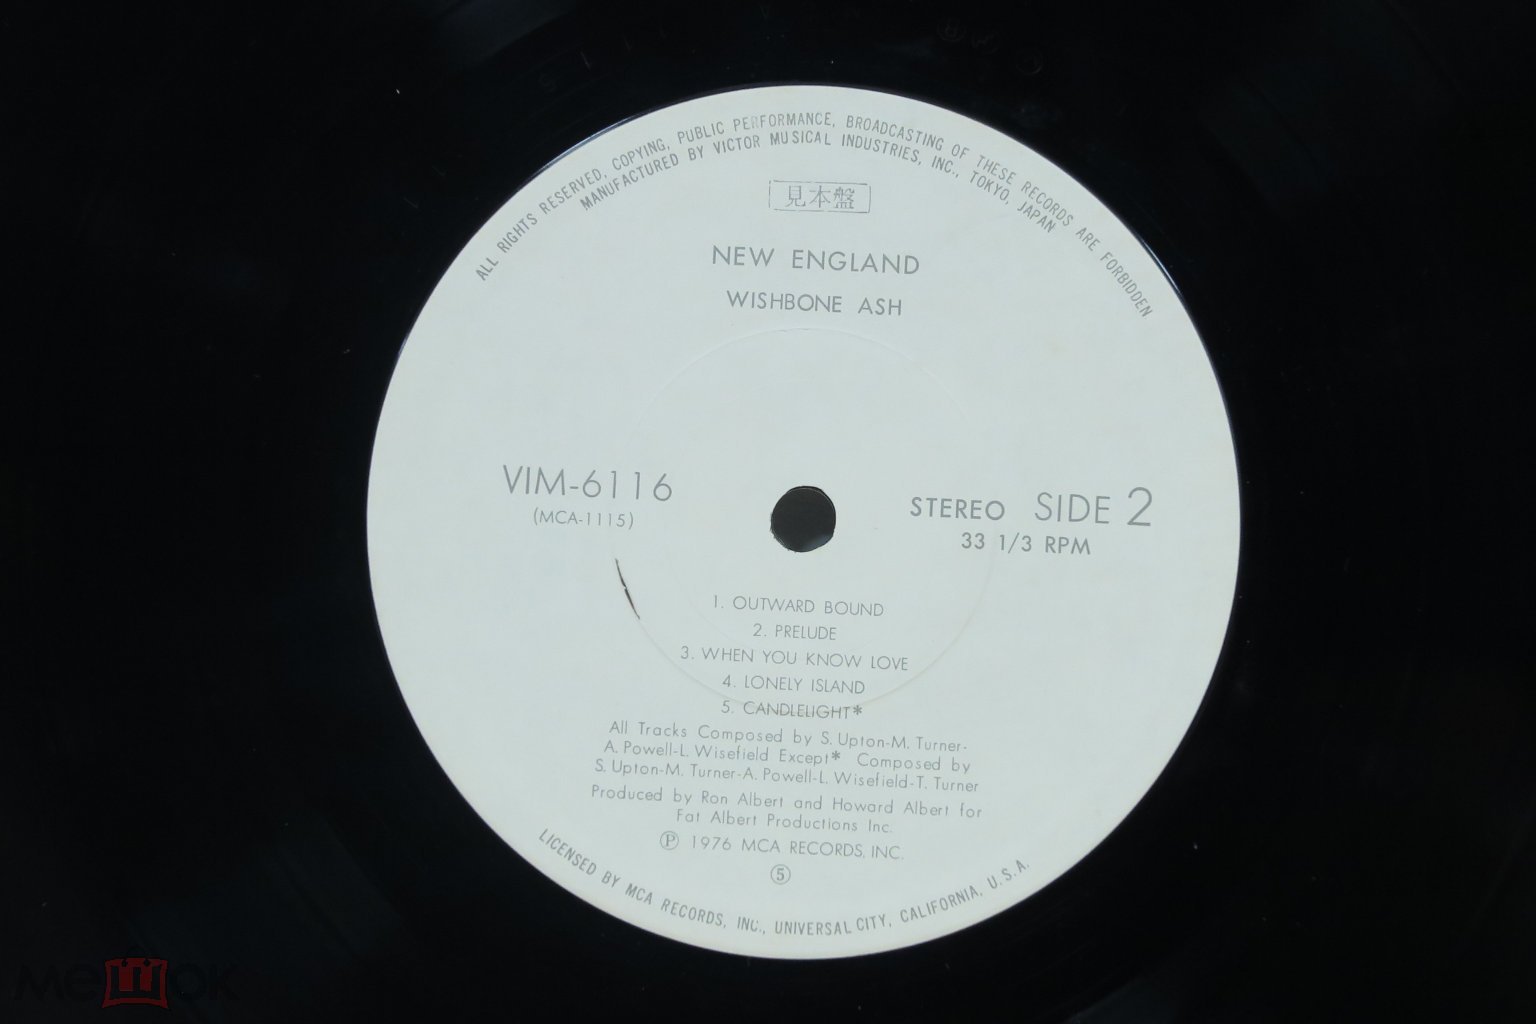 ALL RIGHTS RESERVED, COPYING, PUBLIC PERFORMANCE, BROADCASTING OF THESE RECORDS ARE FORBIDDEN
MANUFACTURED BY VICTOR MUSICAL INDUSTRIES, INC., TOKYO, JAPAN
見本盤
NEW ENGLAND
WISHBONE ASH
VIM-6116
(MCA-1115)
STEREO SIDE 2
33 1/3 RPM
1. OUTWARD BOUND
2. PRELUDE
3. WHEN YOU KNOW LOVE
4. LONELY ISLAND
5. CANDLELIGHT*
All Tracks Composed by S. Upton-M. Turner-
A. Powell-L. Wisefield Except* Composed by
S. Upton-M. Turner-A. Powell-L. Wisefield-T. Turner
Produced by Ron Albert and Howard Albert for
Fat Albert Productions Inc.
Ⓟ 1976 MCA RECORDS, INC.
⑤
LICENSED BY MCA RECORDS, INC., UNIVERSAL CITY, CALIFORNIA, U.S.A.
мешок